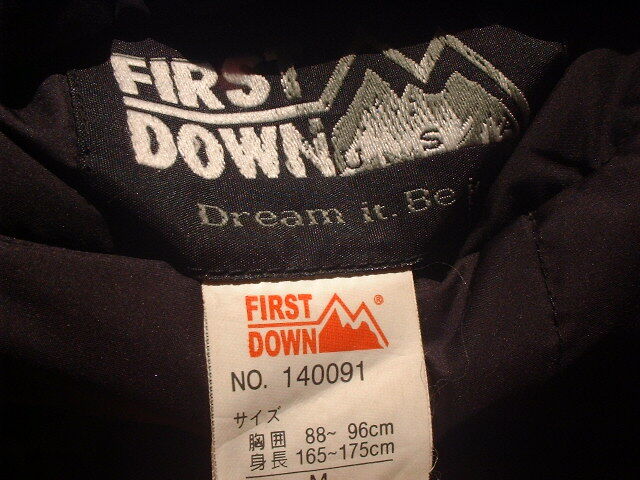 FIRST
DOWN
U.S.A
Dream it. Be it
FIRST
DOWN ®
NO. 140091
サイズ
胸囲 88~ 96cm
身長 165~175cm
M